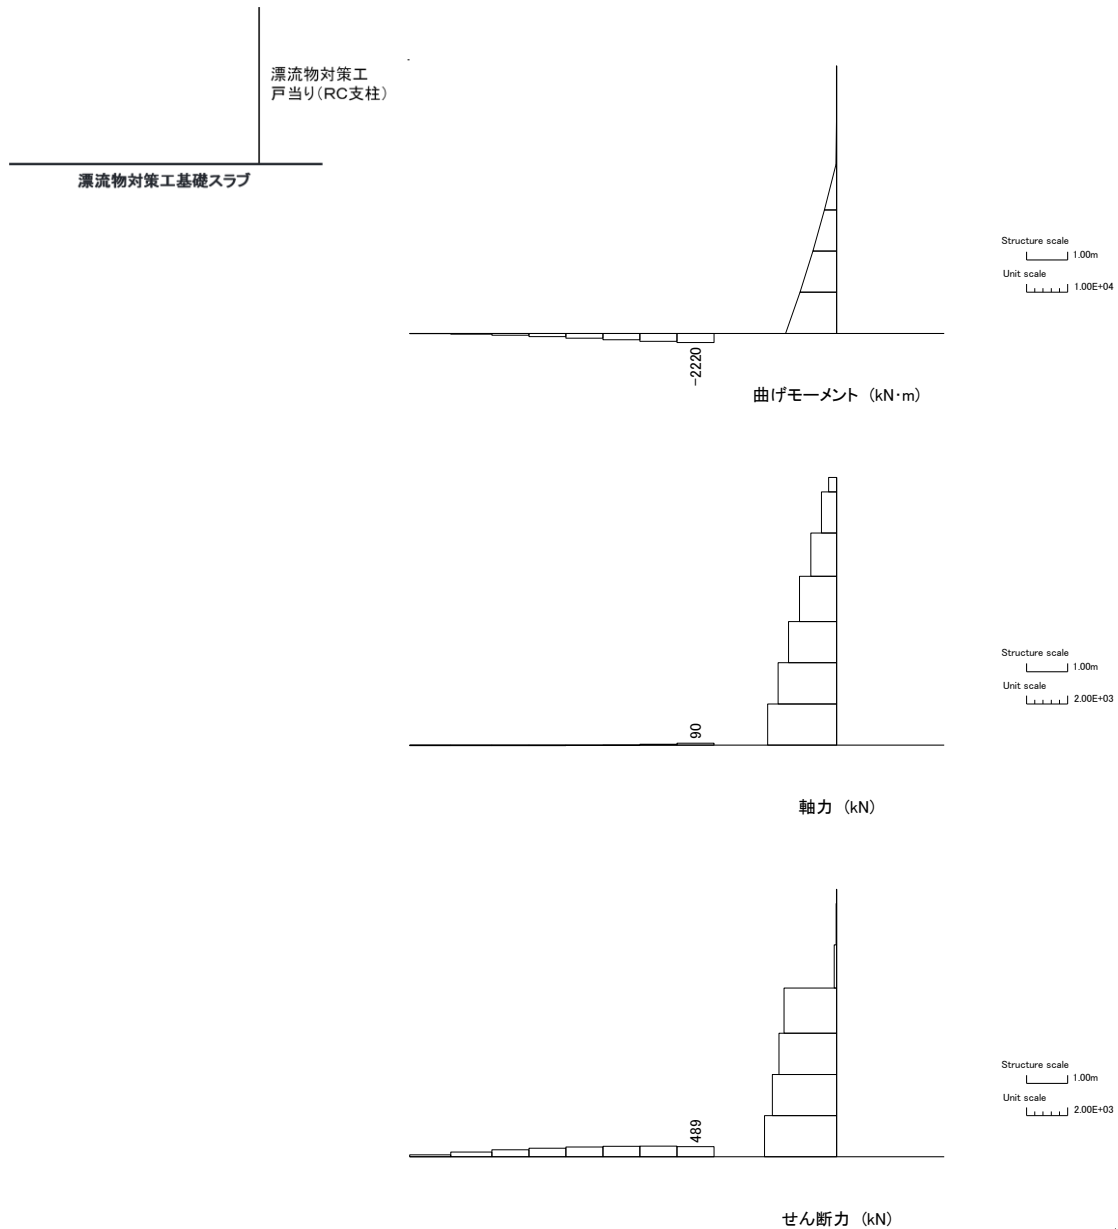 漂流物対策工
戸当り(RC支柱)
漂流物対策工基礎スラブ
Structure scale
1.00m
Unit scale
1.00E+04
-2220
曲げモーメント (kN・m)
Structure scale
1.00m
Unit scale
2.00E+03
90
軸力 (kN)
Structure scale
1.00m
Unit scale
2.00E+03
489
せん断力 (kN)